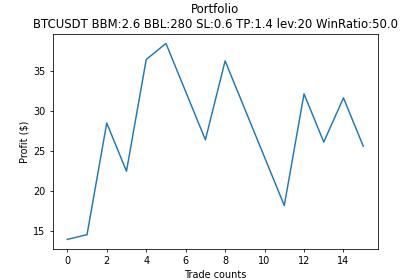 Portfolio
BTCUSDT BBM:2.6 BBL:280 SL:0.6 TP:1.4 lev:20 WinRatio:50.0
35
30
25
20
15
Profit ($)
0 2 4 6 8 10 12 14
Trade counts